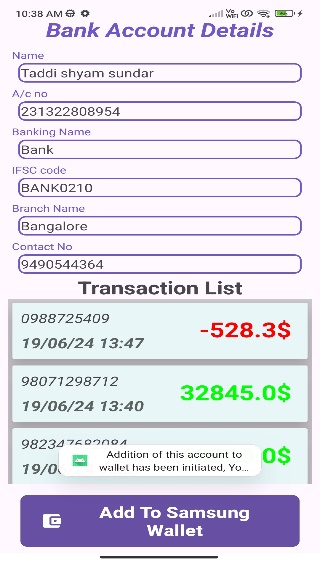 10:38 AM
Vo
WiFi
Bank Account Details
Name
Taddi shyam sundar
A/c no
231322808954
Banking Name
Bank
IFSC code
BANK0210
Branch Name
Bangalore
Contact No
9490544364
Transaction List
0988725409
-528.3$
19/06/24 13:47
98071298712
32845.0$
19/06/24 13:40
982347682084
0$
19/0
Addition of this account to
wallet has been initiated, Yo...
Add To Samsung
Wallet